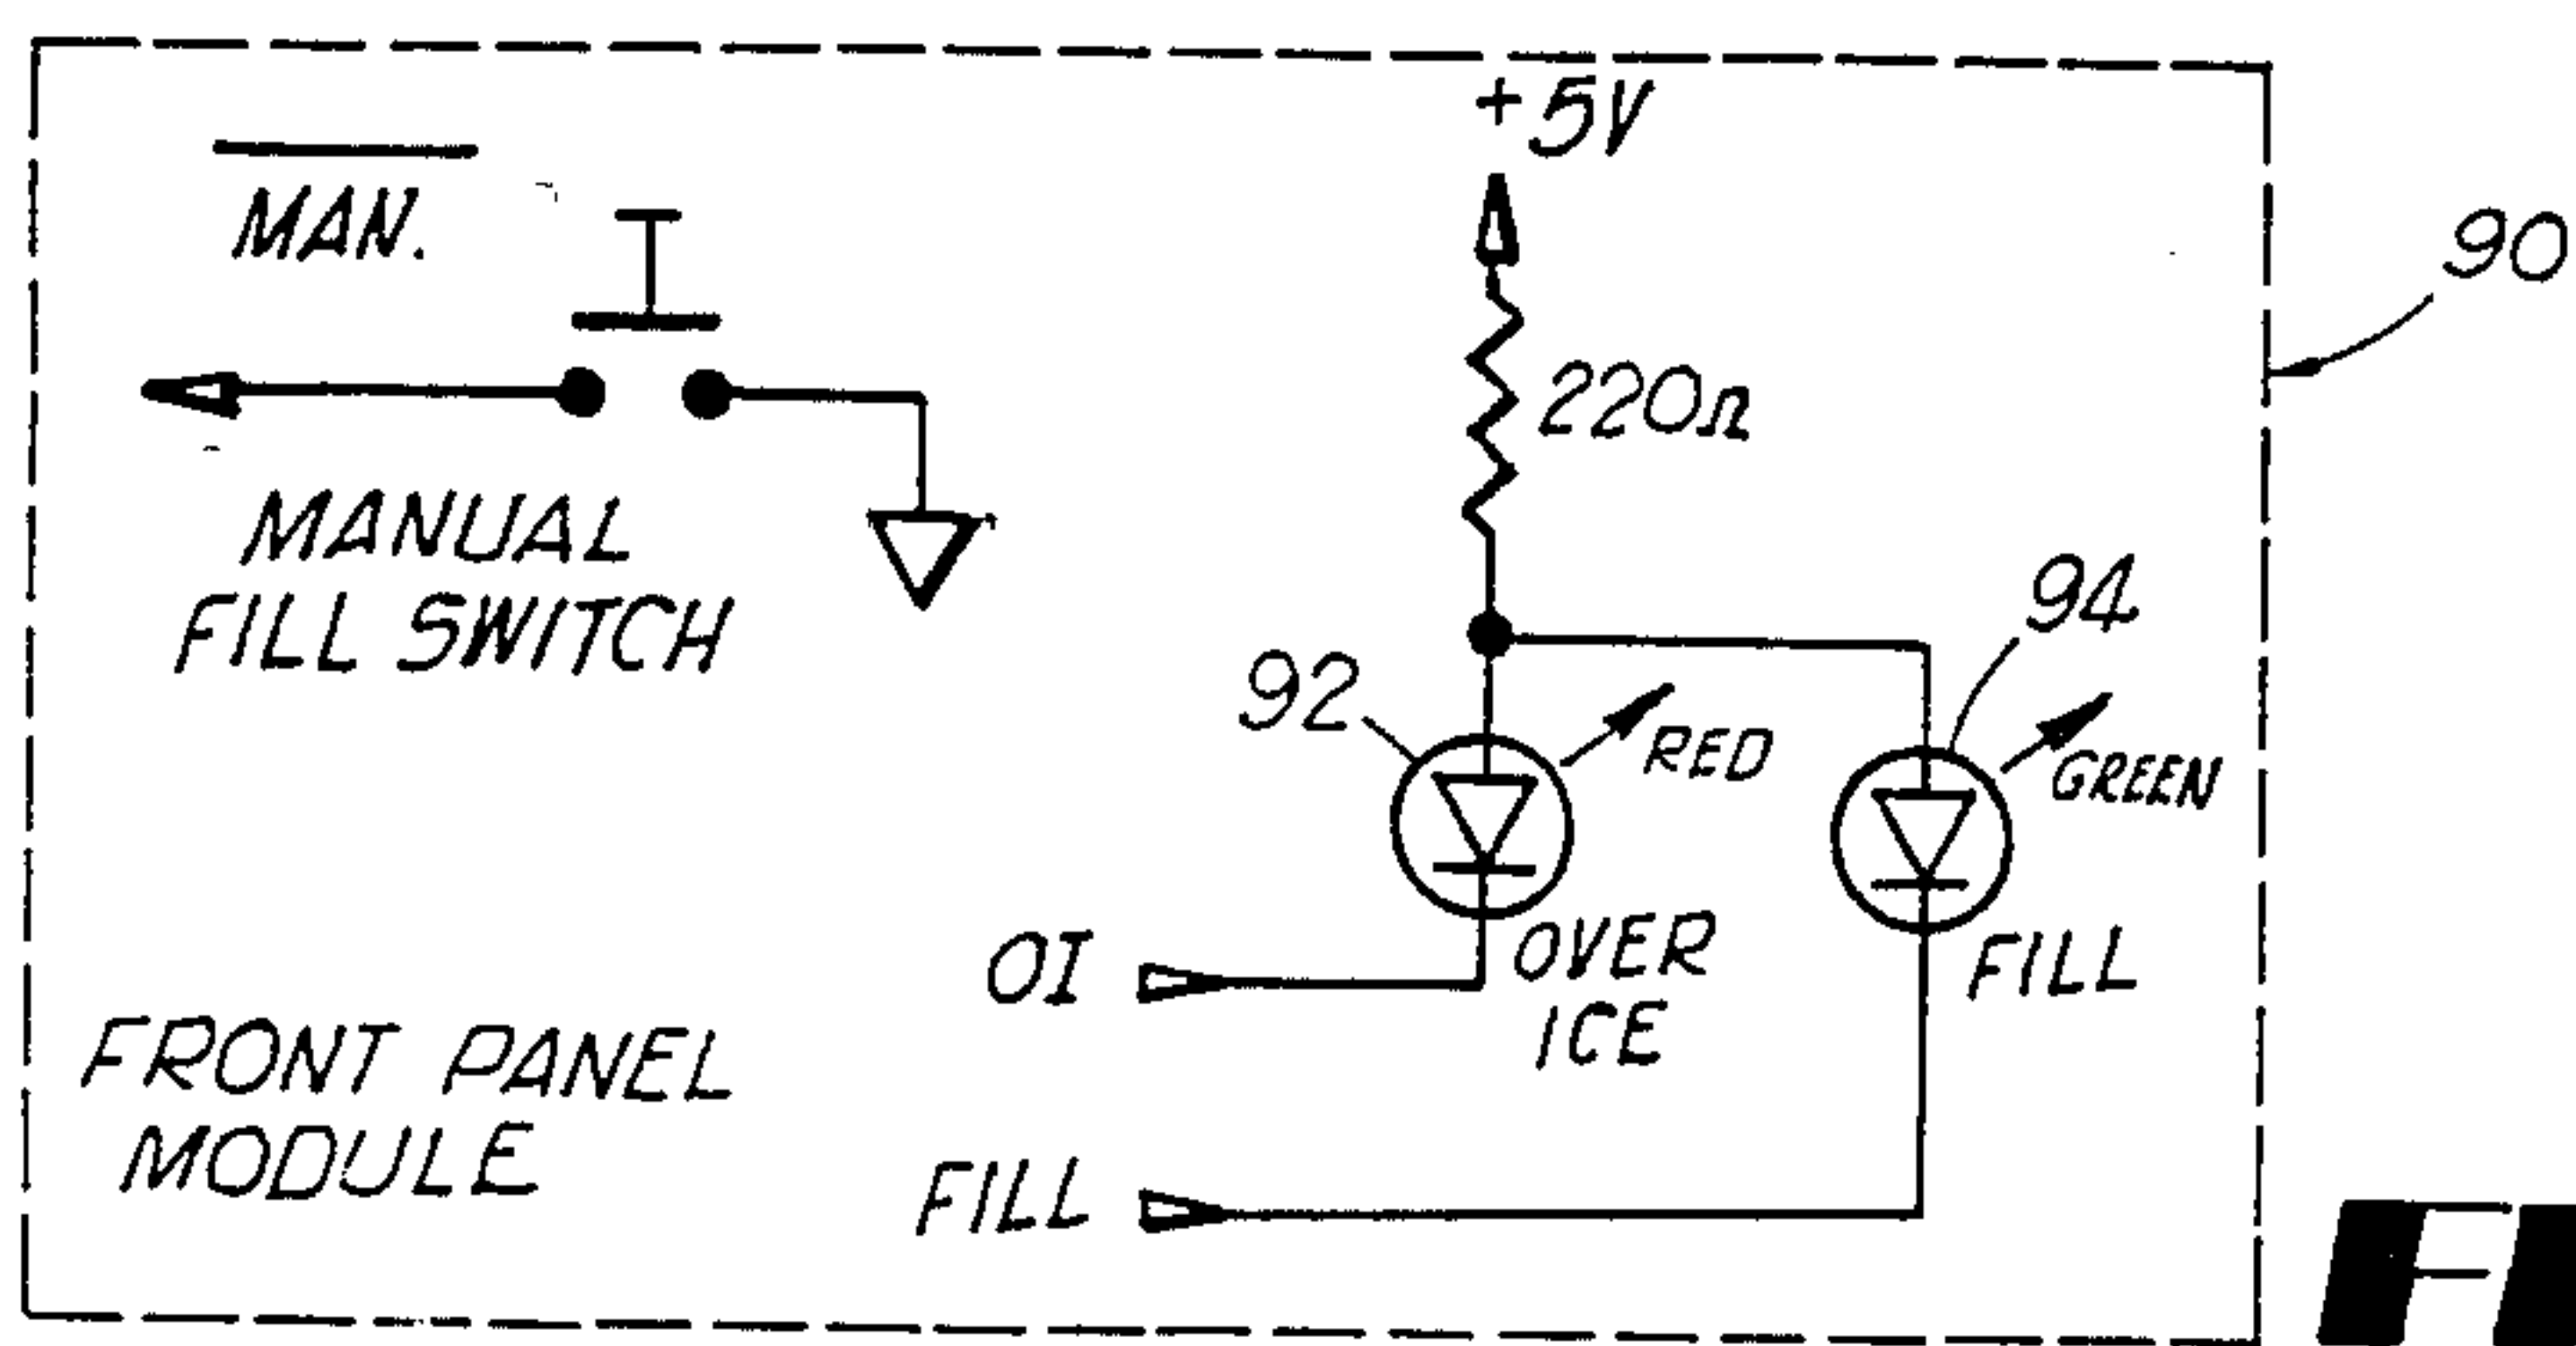 +5V
MAN.
90
220Ω
MANUAL
FILL SWITCH
94
92
RED
GREEN
OI
OVER
ICE
FILL
FRONT PANEL
MODULE
FILL